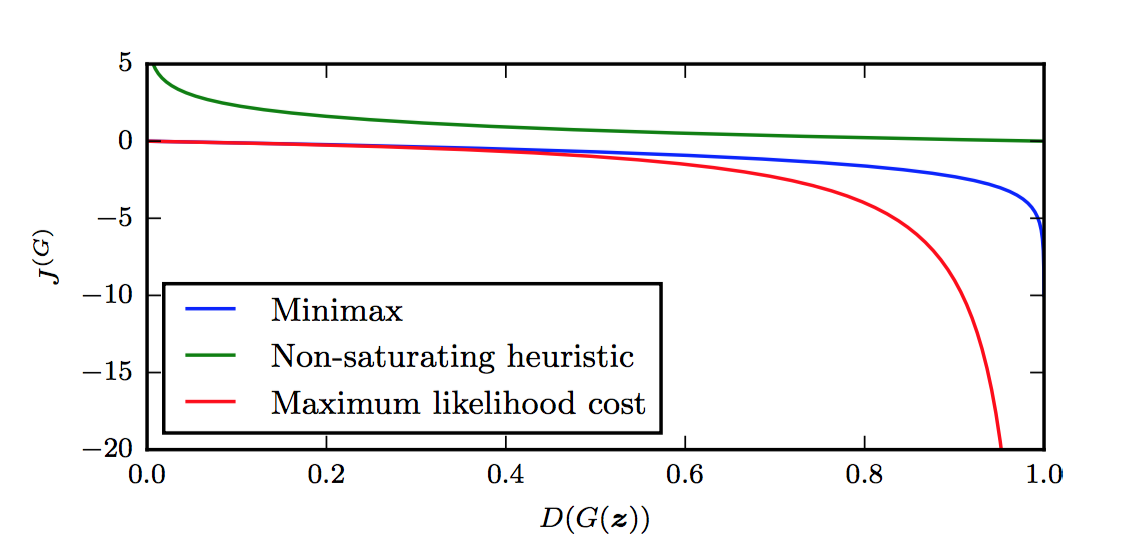 5
0
−5
−10
−15
−20
J^(G)
Minimax
Non-saturating heuristic
Maximum likelihood cost
0.0 0.2 0.4 0.6 0.8 1.0
D(G(z))